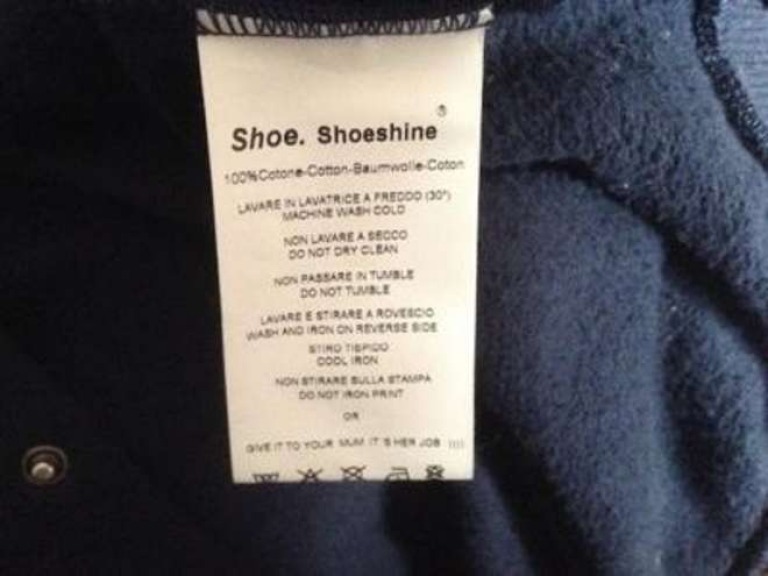 ®
Shoe. Shoeshine
100% Cotone-Cotton-Baumwolle-Coton
LAVARE IN LAVATRICE A FREDDO (30°)
MACHINE WASH COLD
NON LAVARE A SECCO
DO NOT DRY CLEAN
NON PASSARE IN TUMBLE
DO NOT TUMBLE
LAVARE E STIRARE A ROVESCIO
WASH AND IRON ON REVERSE SIDE
STIRO TIEPIDO
COOL IRON
NON STIRARE SULLA STAMPA
DO NOT IRON PRINT
OR
GIVE IT TO YOUR MUM IT'S HER JOB !!!!